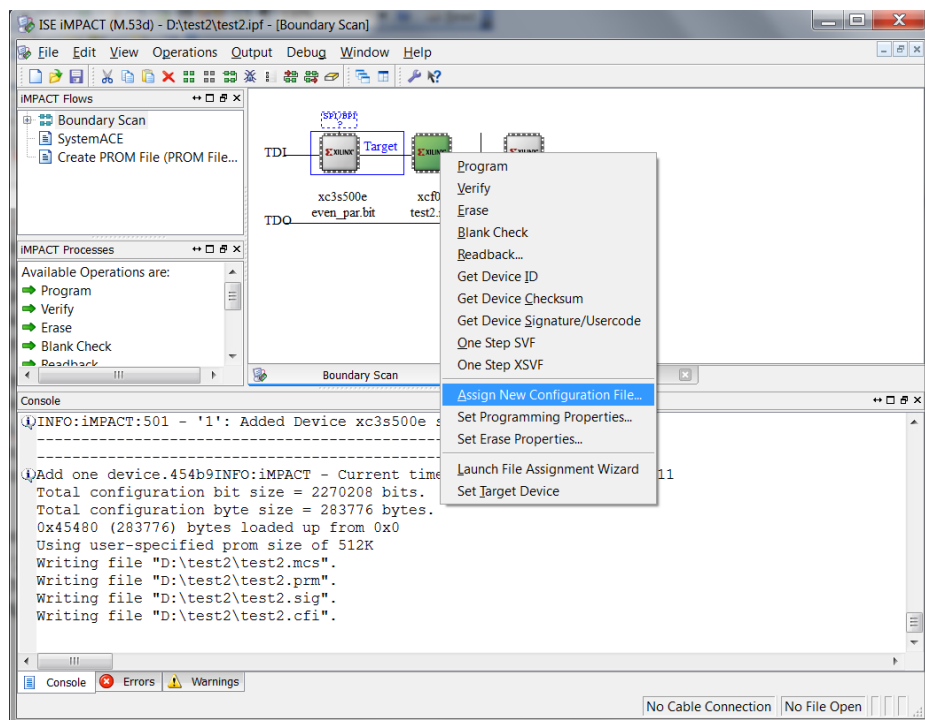 ISE iMPACT (M.53d) - D:\test2\test2.ipf - [Boundary Scan]
File Edit View Operations Output Debug Window Help
iMPACT Flows
Boundary Scan
SystemACE
Create PROM File (PROM File...
SPI/BPI
?
TDI
Target
XILINX
xc3s500e
even_par.bit
TDO
Program
Verify
Erase
Blank Check
Readback...
Get Device ID
Get Device Checksum
Get Device Signature/Usercode
One Step SVF
One Step XSVF
Assign New Configuration File...
Set Programming Properties...
Set Erase Properties...
Launch File Assignment Wizard
Set Target Device
iMPACT Processes
Available Operations are:
Program
Verify
Erase
Blank Check
Readback
Boundary Scan
Console
INFO:iMPACT:501 - '1': Added Device xc3s500e s
----------------------------------------------
----------------------------------------------
Add one device.454b9INFO:iMPACT - Current time 11
Total configuration bit size = 2270208 bits.
Total configuration byte size = 283776 bytes.
0x45480 (283776) bytes loaded up from 0x0
Using user-specified prom size of 512K
Writing file "D:\test2\test2.mcs".
Writing file "D:\test2\test2.prm".
Writing file "D:\test2\test2.sig".
Writing file "D:\test2\test2.cfi".
Console Errors Warnings
No Cable Connection No File Open